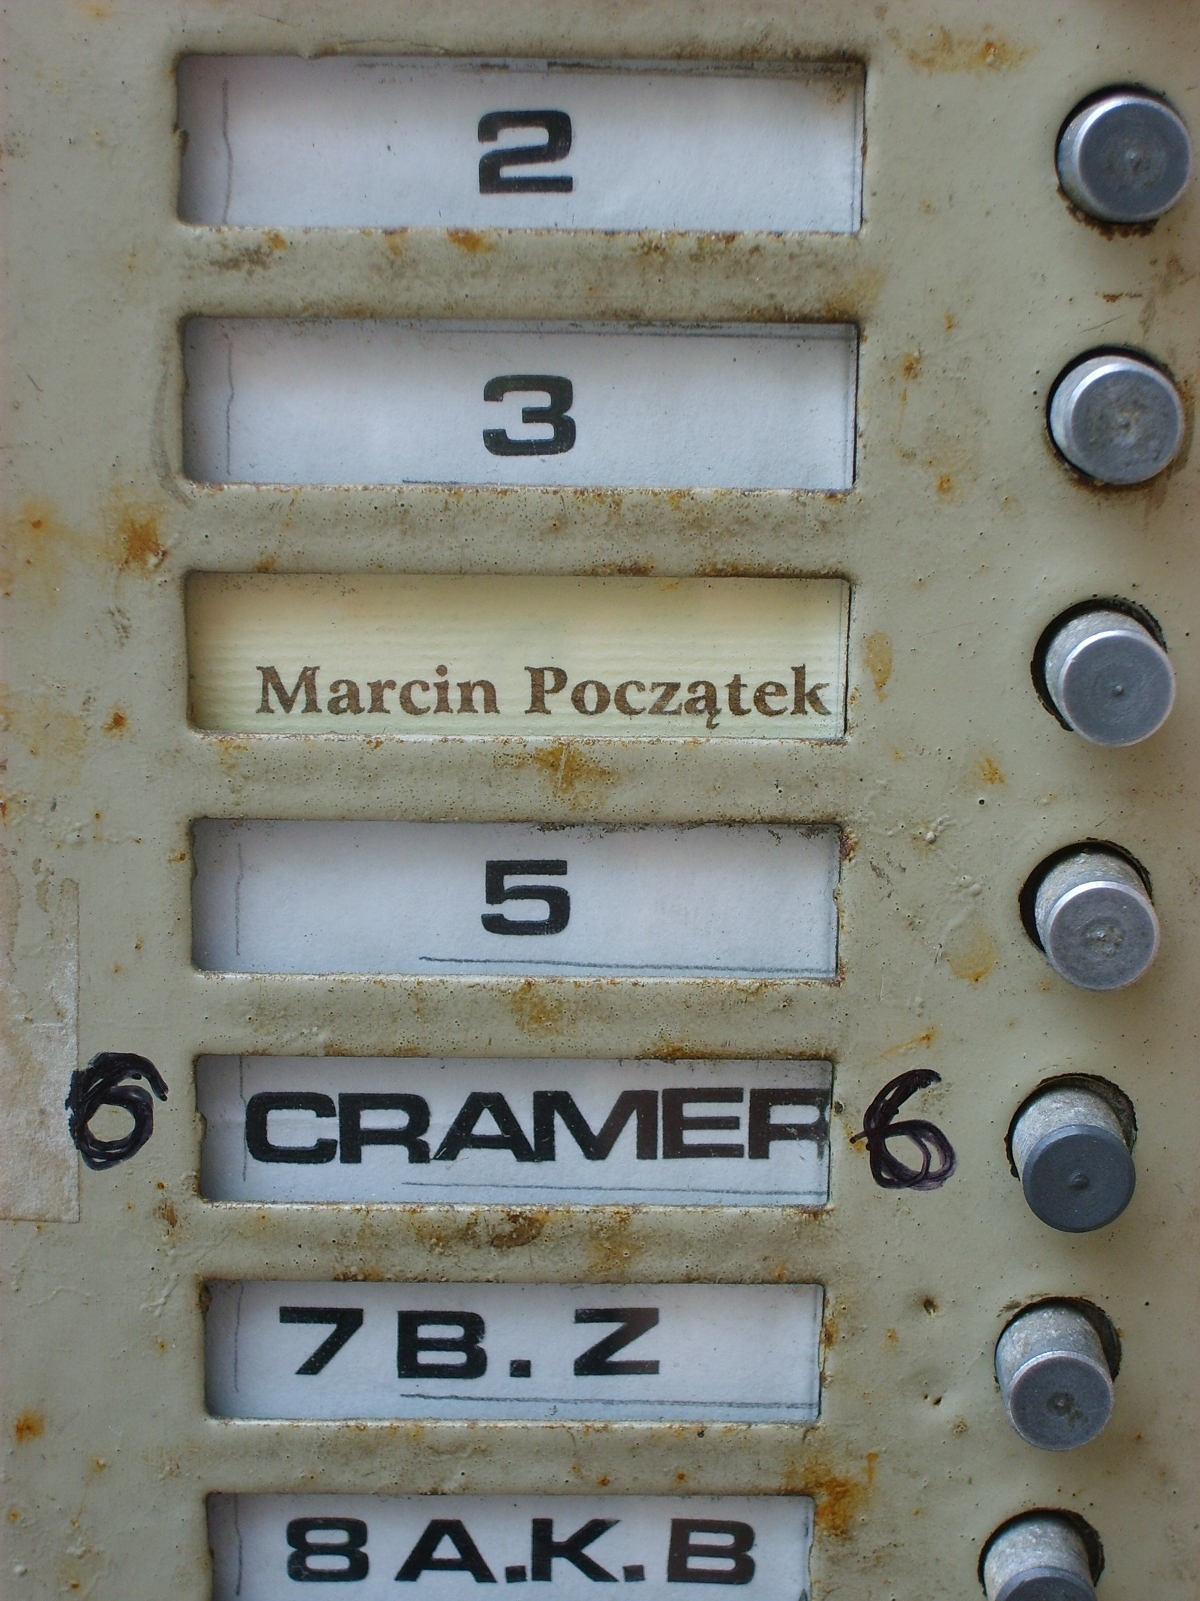 2
3
Marcin Początek
5
6 CRAMER 6
7 B. Z
8 A.K.B